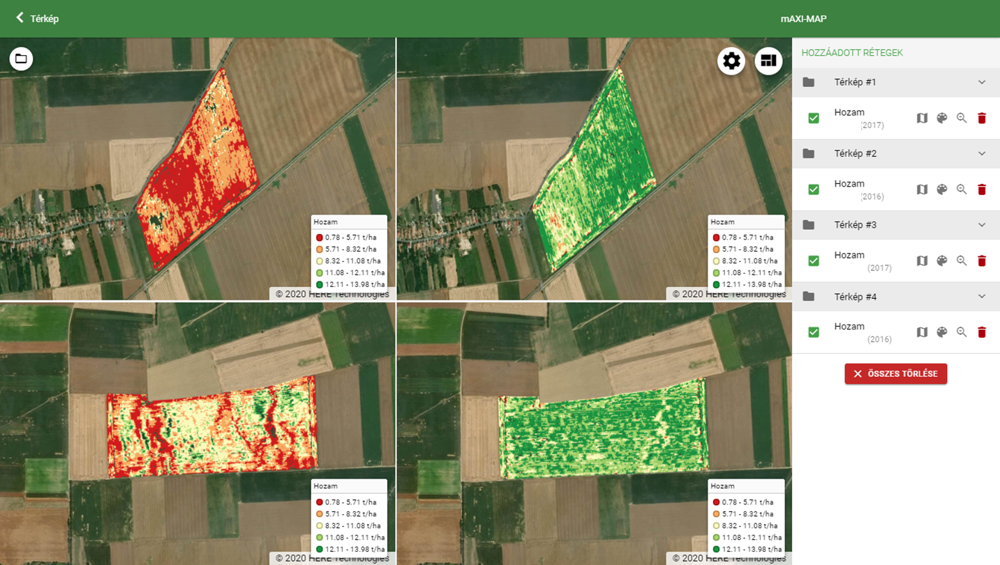 Térkép
mAXI-MAP
Hozam
0.78 - 5.71 t/ha
5.71 - 8.32 t/ha
8.32 - 11.08 t/ha
11.08 - 12.11 t/ha
12.11 - 13.98 t/ha
© 2020 HERE Technologies
Hozam
0.78 - 5.71 t/ha
5.71 - 8.32 t/ha
8.32 - 11.08 t/ha
11.08 - 12.11 t/ha
12.11 - 13.98 t/ha
© 2020 HERE Technologies
Hozam
0.78 - 5.71 t/ha
5.71 - 8.32 t/ha
8.32 - 11.08 t/ha
11.08 - 12.11 t/ha
12.11 - 13.98 t/ha
© 2020 HERE Technologies
Hozam
0.78 - 5.71 t/ha
5.71 - 8.32 t/ha
8.32 - 11.08 t/ha
11.08 - 12.11 t/ha
12.11 - 13.98 t/ha
© 2020 HERE Technologies
HOZZÁADOTT RÉTEGEK
Térkép #1
Hozam
(2017)
Térkép #2
Hozam
(2016)
Térkép #3
Hozam
(2017)
Térkép #4
Hozam
(2016)
ÖSSZES TÖRLÉSE